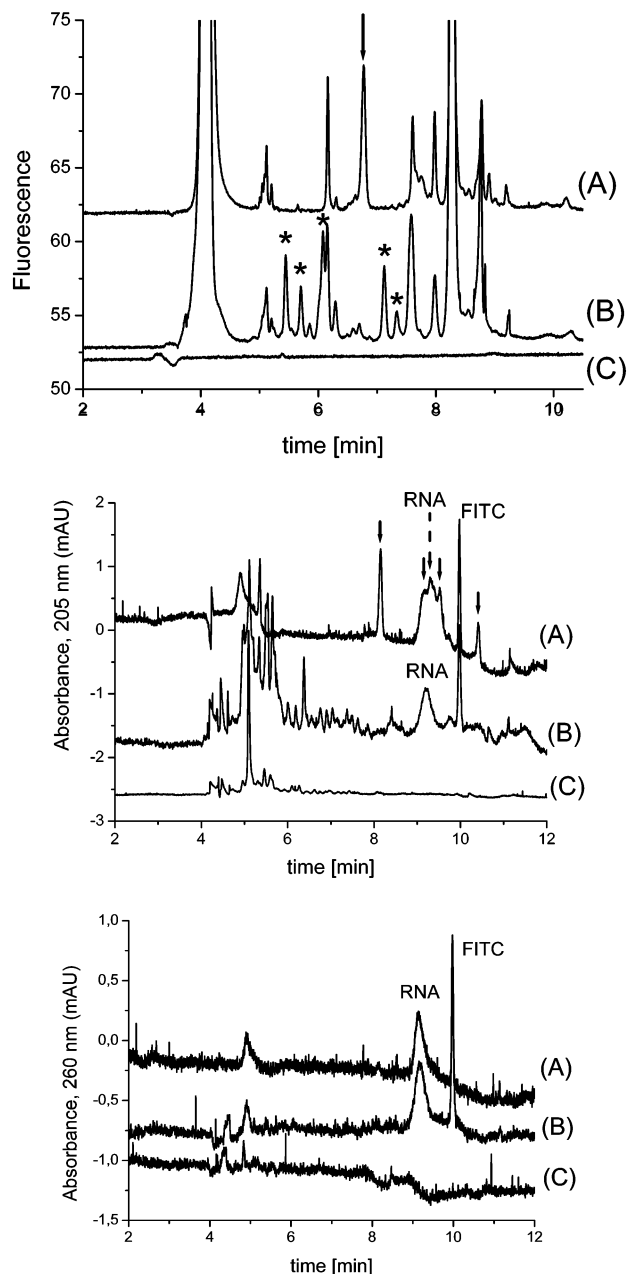 75
70
65
60
55
50
Fluorescence
(A)
*
*
*
*
*
(B)
(C)
2 4 6 8 10
time [min]
2
1
0
-1
-2
-3
Absorbance, 205 nm (mAU)
RNA
FITC
(A)
RNA
(B)
(C)
2 4 6 8 10 12
time [min]
1,0
0,5
0,0
-0,5
-1,0
-1,5
Absorbance, 260 nm (mAU)
FITC
RNA
(A)
(B)
(C)
2 4 6 8 10 12
time [min]